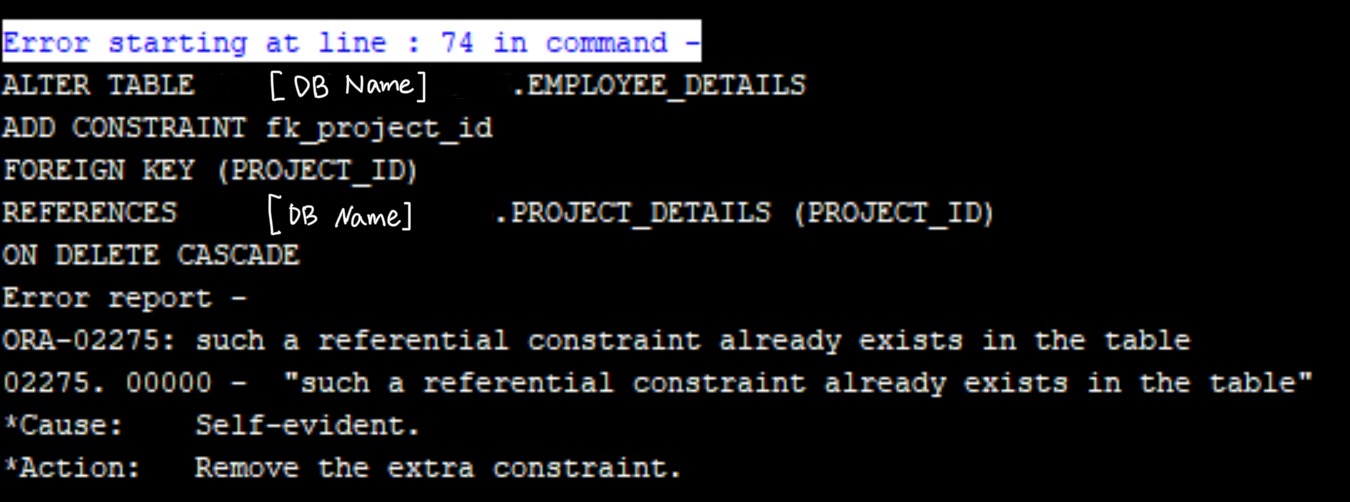 Error starting at line : 74 in command -
ALTER TABLE [DB Name] .EMPLOYEE_DETAILS
ADD CONSTRAINT fk_project_id
FOREIGN KEY (PROJECT_ID)
REFERENCES [DB Name] .PROJECT_DETAILS (PROJECT_ID)
ON DELETE CASCADE
Error report -
ORA-02275: such a referential constraint already exists in the table
02275. 00000 - "such a referential constraint already exists in the table"
*Cause: Self-evident.
*Action: Remove the extra constraint.